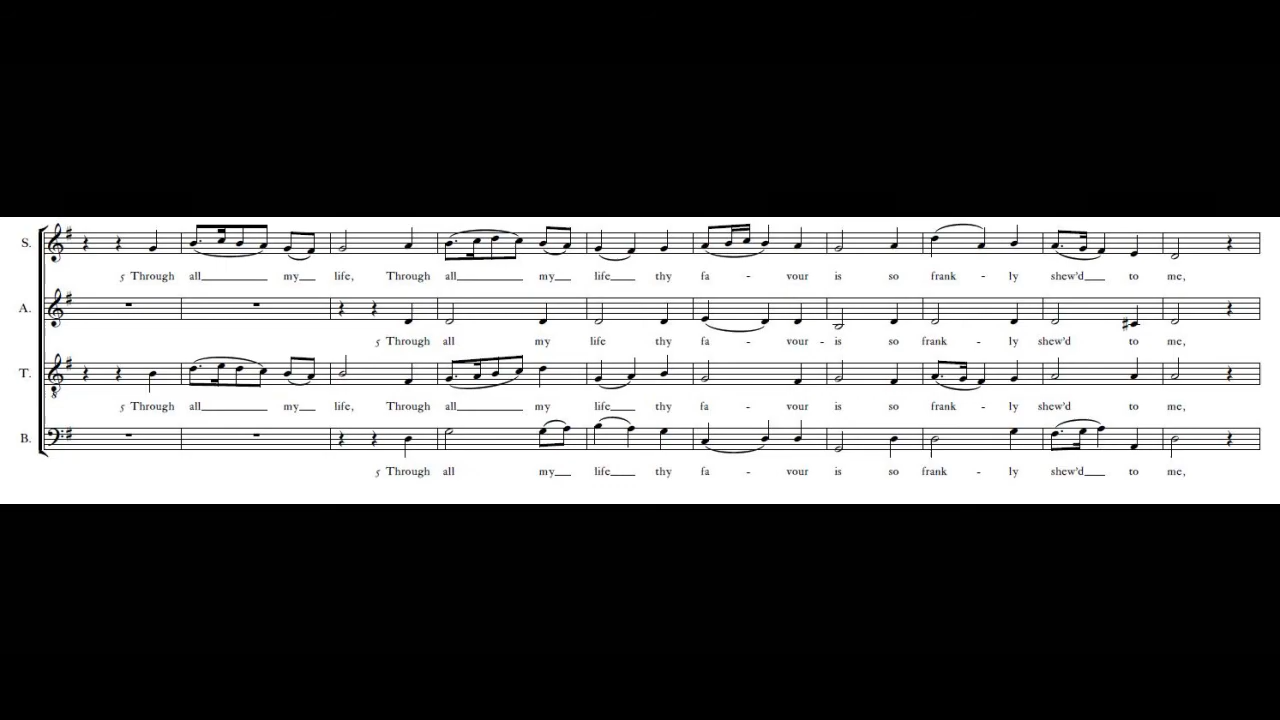 S.
5 Through all my life, Through all my life thy fa - vour is so frank - ly shew'd to me,
A.
5 Through all my life thy fa - vour - is so frank - ly shew'd to me,
T.
8
5 Through all my life, Through all my life thy fa - vour is so frank - ly shew'd to me,
B.
5 Through all my life thy fa - vour is so frank - ly shew'd to me,